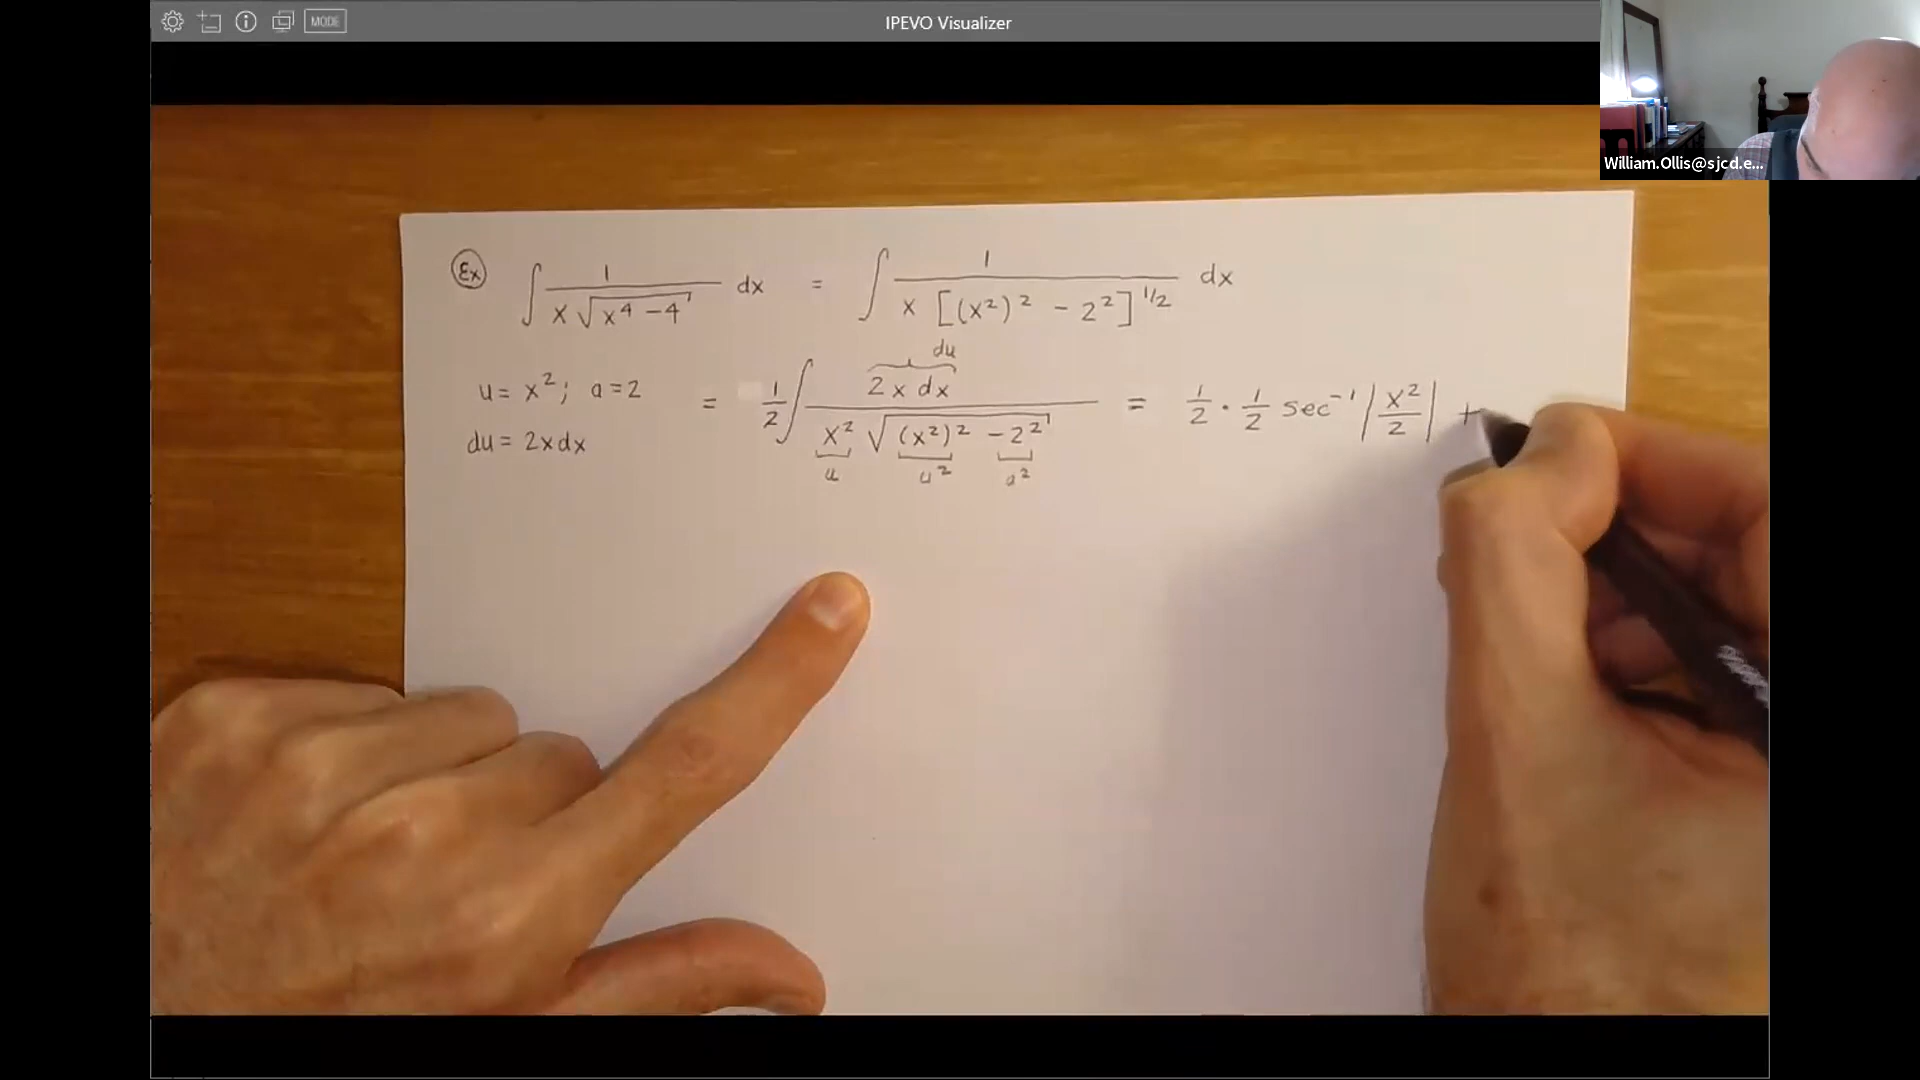 MODE
IPEVO Visualizer
William.Ollis@sjcd.e...
Ex ∫ 1/(x√(x⁴ - 4)) dx = ∫ 1/(x [(x²)² - 2²]^(1/2)) dx
u = x²; a = 2
du = 2x dx
= 1/2 ∫ 2x dx/(x² √((x²)² - 2²)) = 1/2 · 1/2 sec⁻¹ |x²/2| +
du
u u² a²